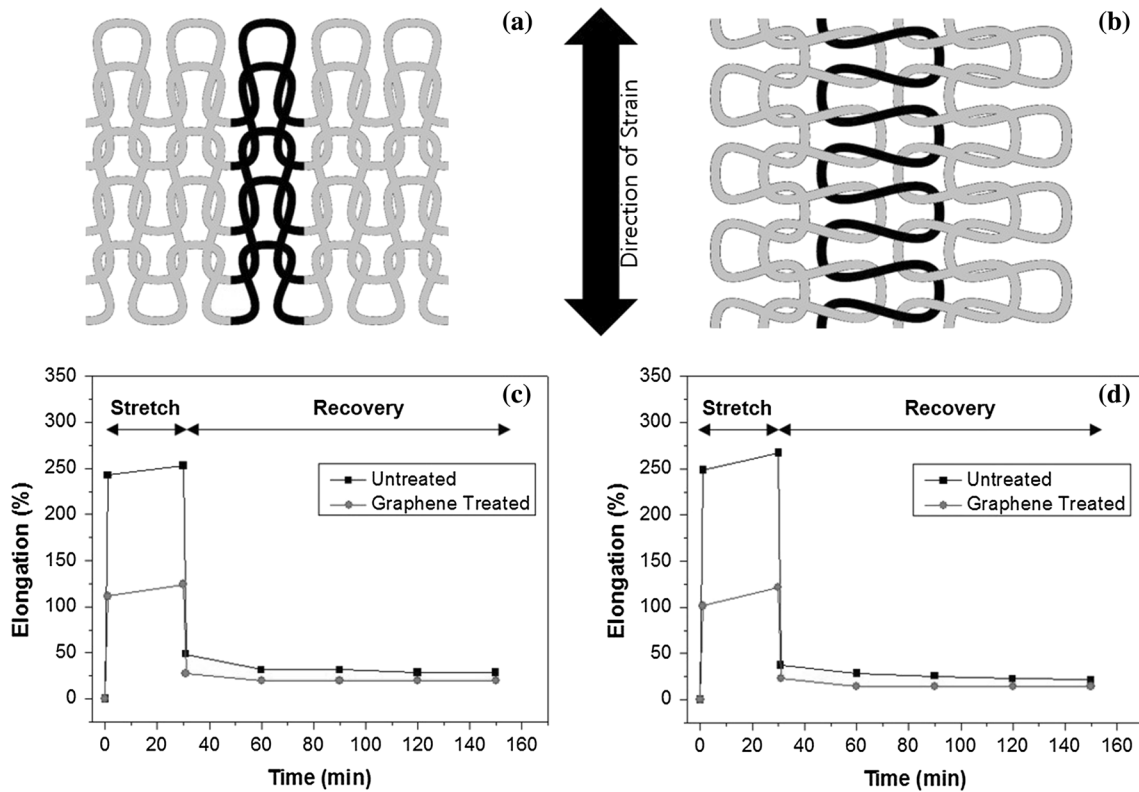 (a)
Direction of Strain
(b)
(c)
Stretch
Recovery
Untreated
Graphene Treated
Elongation (%)
350
300
250
200
150
100
50
0
0 20 40 60 80 100 120 140 160
Time (min)
(d)
Stretch
Recovery
Untreated
Graphene Treated
Elongation (%)
350
300
250
200
150
100
50
0
0 20 40 60 80 100 120 140 160
Time (min)